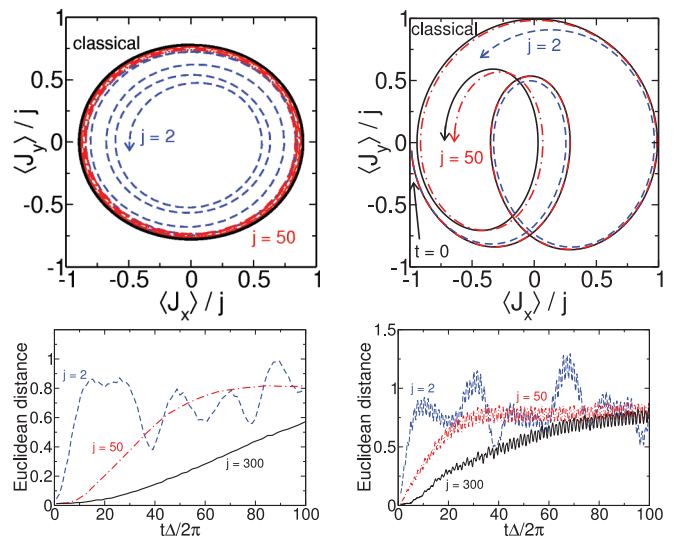 classical
1
0.5
0
-0.5
-1
⟨J_y⟩ / j
j = 2
j = 50
-1
-0.5
0
0.5
1
⟨J_x⟩ / j
classical
1
0.5
0
-0.5
-1
⟨J_y⟩ / j
j = 2
j = 50
t = 0
-1
-0.5
0
0.5
1
⟨J_x⟩ / j
1
0.8
0.6
0.4
0.2
0
Euclidean distance
j = 2
j = 50
j = 300
0
20
40
60
80
100
tΔ/2π
1.5
1
0.5
0
Euclidean distance
j = 2
j = 50
j = 300
0
20
40
60
80
100
tΔ/2π